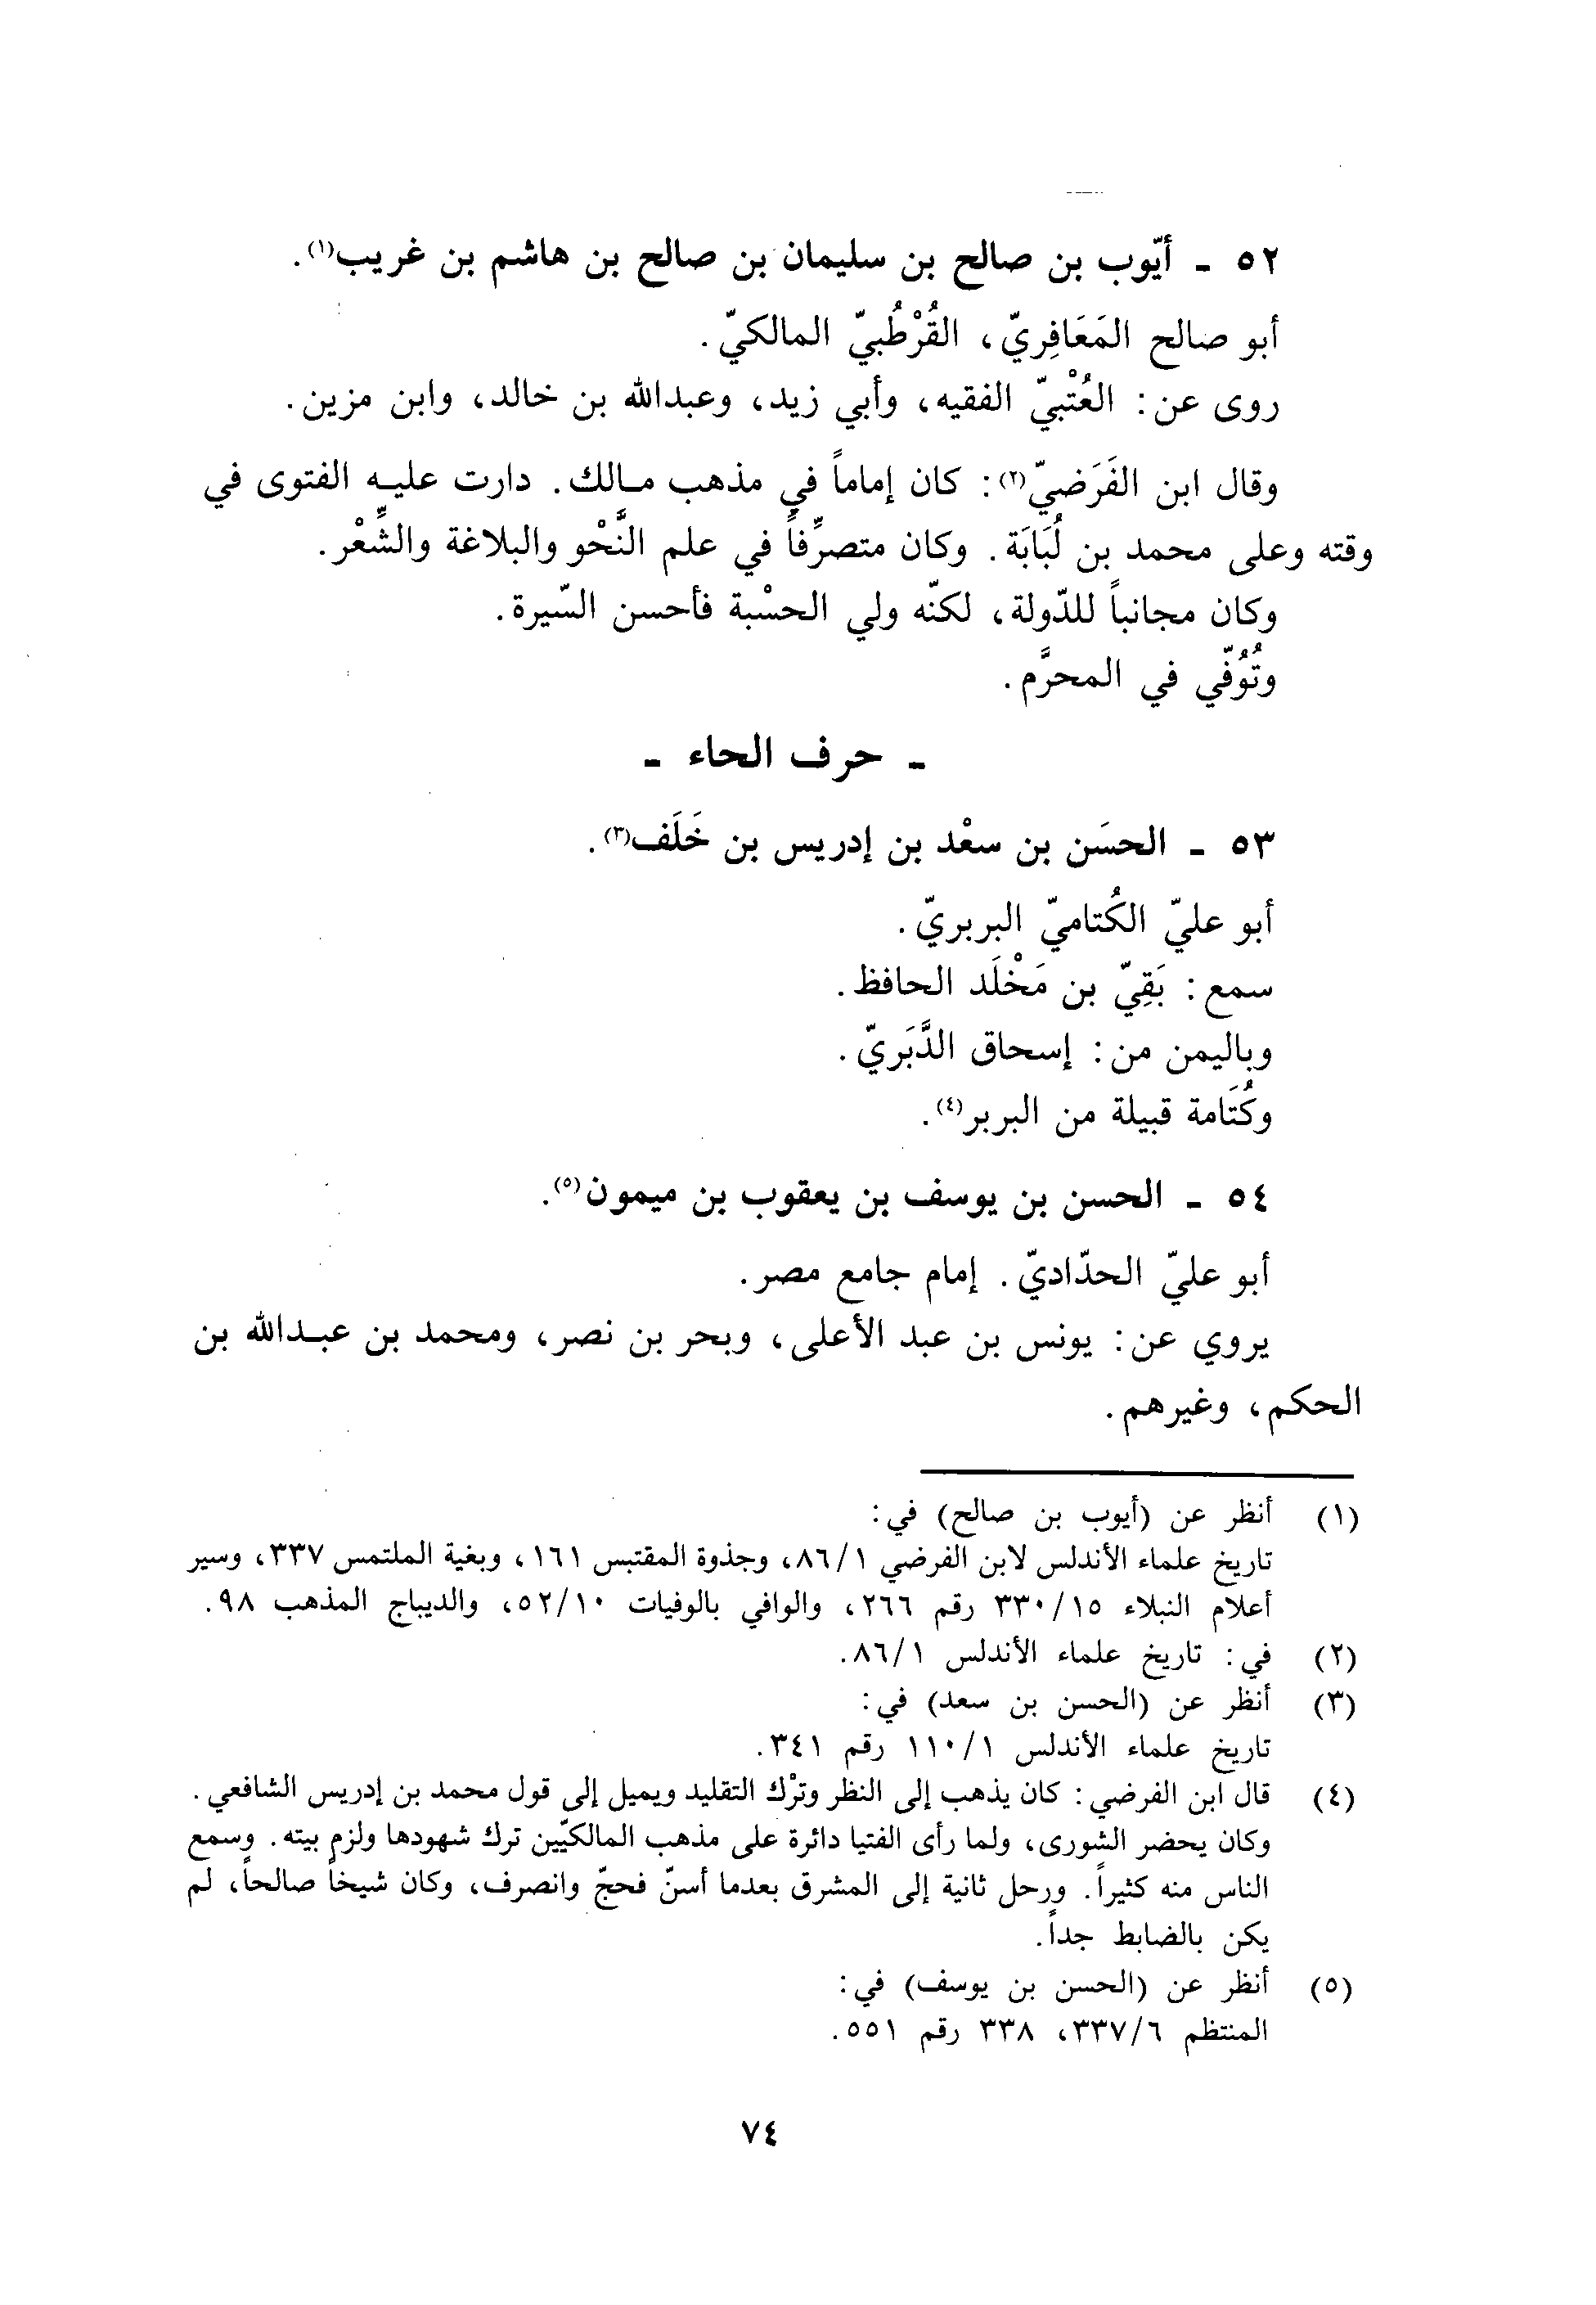 ٥٢ - أيّوب بن صالح بن سليمان بن صالح بن هاشم بن غريب(١).
أبو صالح المَعَافِريّ، القُرْطُبيّ المالكيّ.
روى عن: العُتْبيّ الفقيه، وأبي زيد، وعبدالله بن خالد، وابن مزين.
وقال ابن الفَرَضيّ(٢): كان إماماً في مذهب مالك. دارت عليه الفتوى في
وقته وعلى محمد بن لُبَابَة. وكان متصرِّفاً في علم النَّحْو والبلاغة والشِّعْر.
وكان مجانباً للدّولة، لكنّه ولي الحسْبة فأحسن السّيرة.
وتُوُفّي في المحرَّم.
- حرف الحاء -
٥٣ - الحسَن بن سعْد بن إدريس بن خَلَف(٣).
أبو عليّ الكُتاميّ البربريّ.
سمع: بَقِيّ بن مَخْلَد الحافظ.
وباليمن من: إسحاق الدَّبَريّ.
وكُتَامة قبيلة من البربر(٤).
٥٤ - الحسن بن يوسف بن يعقوب بن ميمون(٥).
أبو عليّ الحدّاديّ. إمام جامع مصر.
يروي عن: يونس بن عبد الأعلى، وبحر بن نصر، ومحمد بن عبدالله بن
الحكم، وغيرهم.
(١) أنظر عن (أيوب بن صالح) في:
تاريخ علماء الأندلس لابن الفرضي ٨٦/١، وجذوة المقتبس ١٦١، وبغية الملتمس ٣٣٧، وسير
أعلام النبلاء ٣٣٠/١٥ رقم ٢٦٦، والوافي بالوفيات ٥٢/١٠، والديباج المذهب ٩٨.
(٢) في: تاريخ علماء الأندلس ٨٦/١.
(٣) أنظر عن (الحسن بن سعد) في:
تاريخ علماء الأندلس ١١٠/١ رقم ٣٤١.
(٤) قال ابن الفرضي: كان يذهب إلى النظر وترْك التقليد ويميل إلى قول محمد بن إدريس الشافعي.
وكان يحضر الشورى، ولما رأى الفتيا دائرة على مذهب المالكيّين ترك شهودها ولزم بيته. وسمع
الناس منه كثيراً. ورحل ثانية إلى المشرق بعدما أسنّ فحجّ وانصرف، وكان شيخاً صالحاً، لم
يكن بالضابط جداً.
(٥) أنظر عن (الحسن بن يوسف) في:
المنتظم ٣٣٧/٦، ٣٣٨ رقم ٥٥١.
٧٤